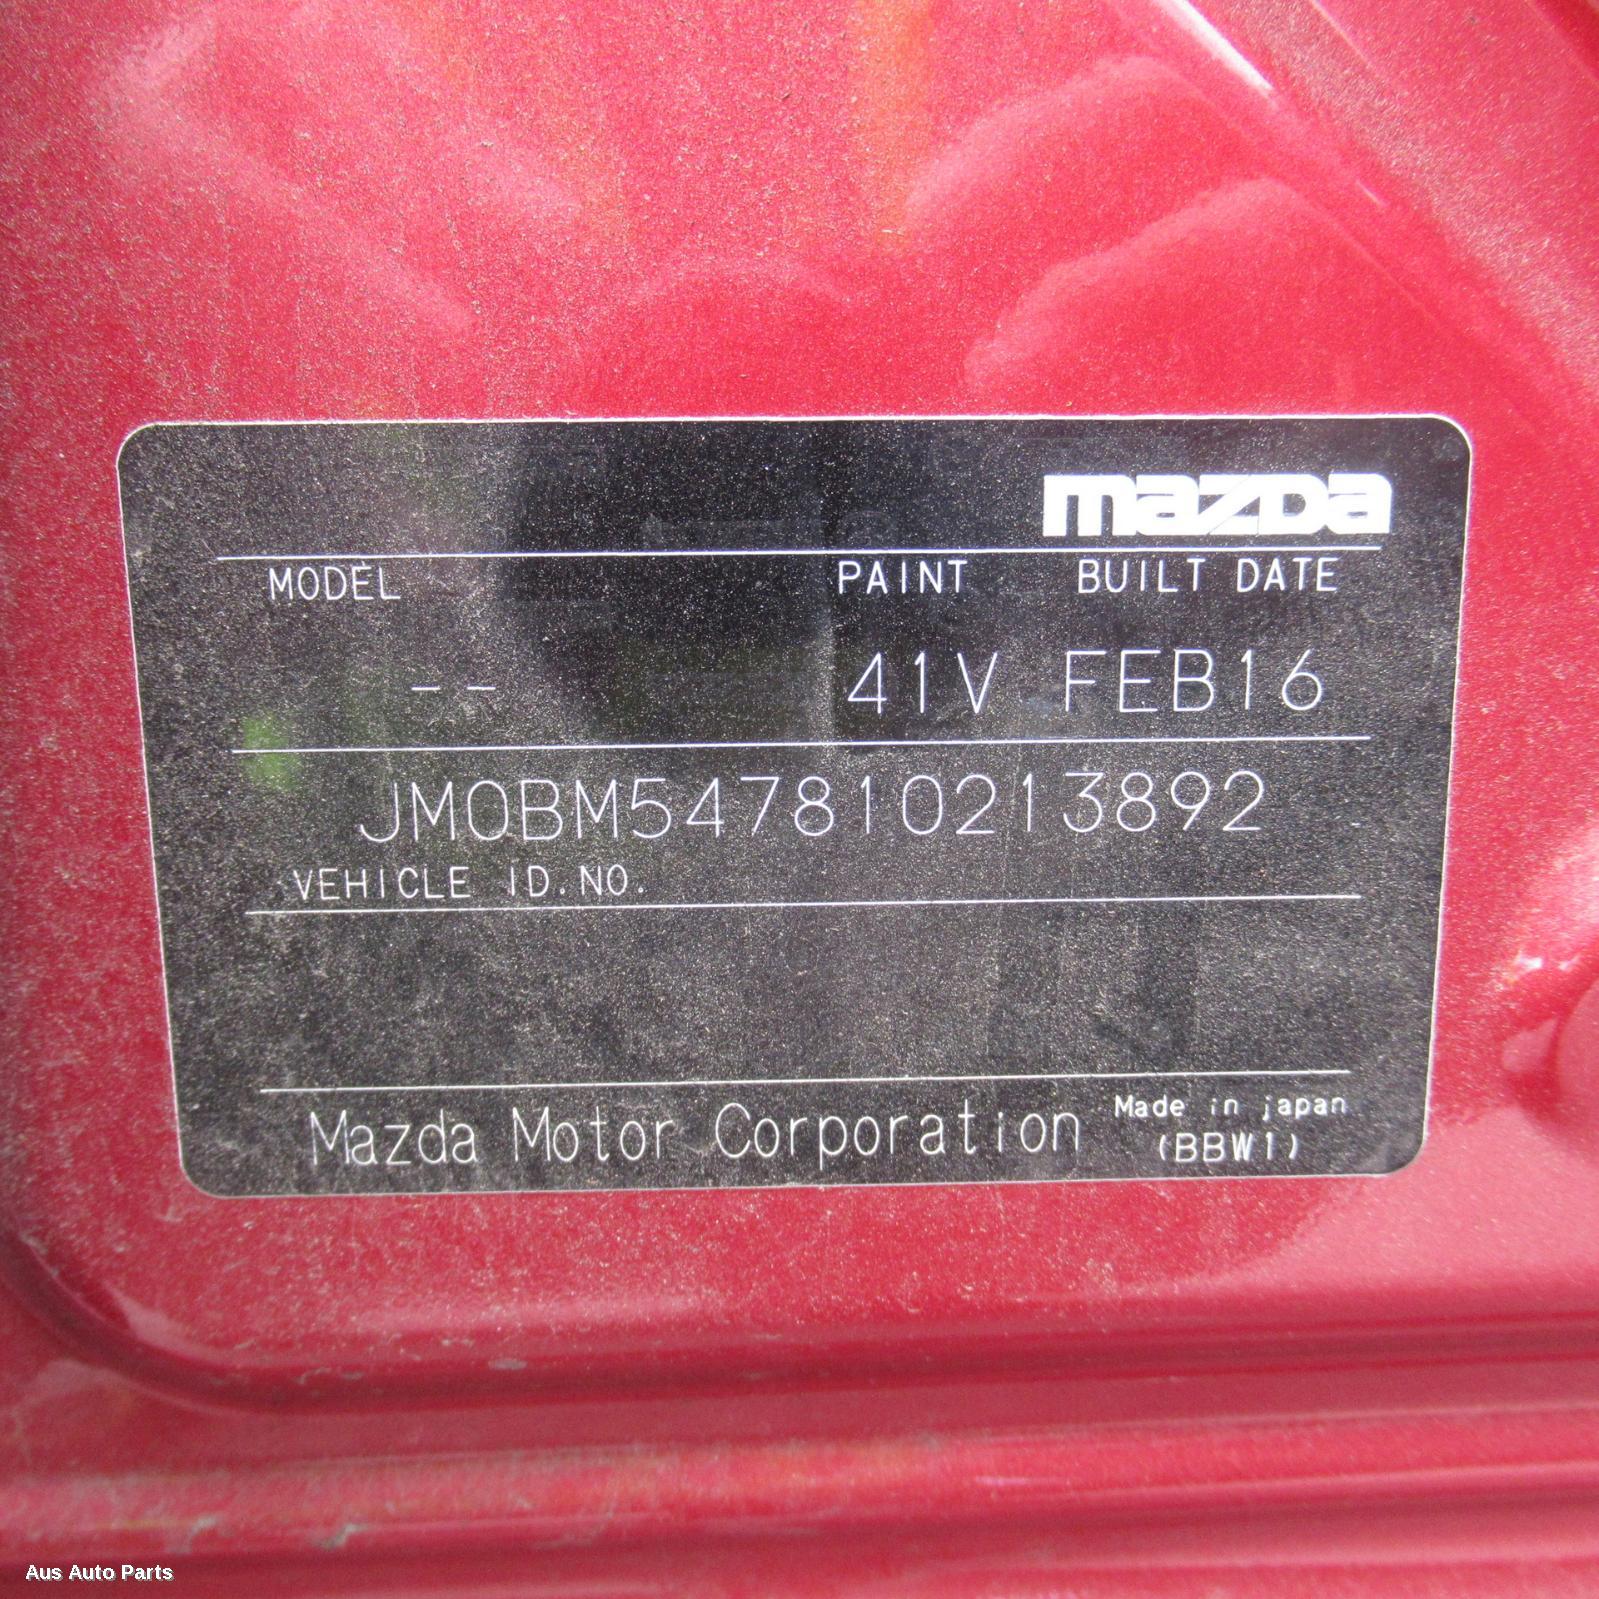 mazda
MODEL PAINT BUILT DATE
-- 41V FEB16
JM0BM547810213892
VEHICLE ID.NO.
Mazda Motor Corporation Made in japan
(BBW1)
Aus Auto Parts